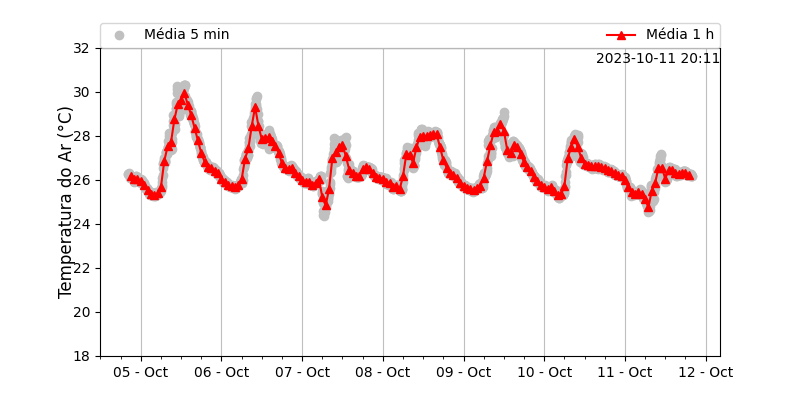 Média 5 min
Média 1 h
2023-10-11 20:11
Temperatura do Ar (°C)
32
30
28
26
24
22
20
18
05 - Oct
06 - Oct
07 - Oct
08 - Oct
09 - Oct
10 - Oct
11 - Oct
12 - Oct